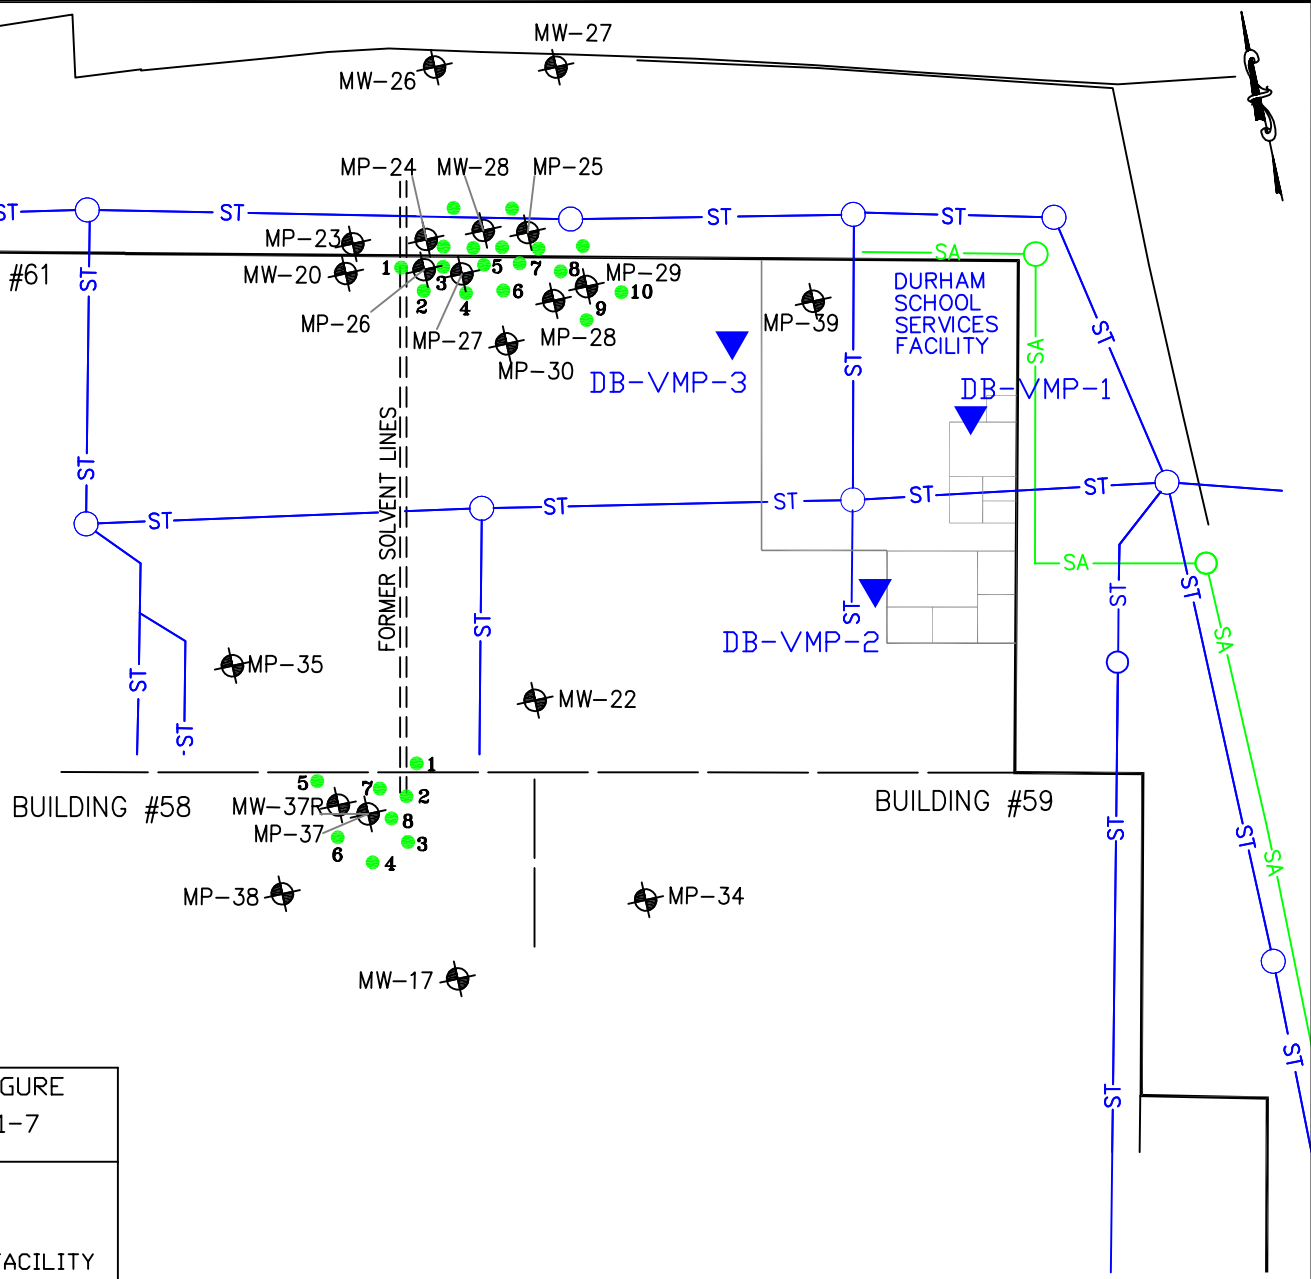 MW-27
MW-26
MP-24
MW-28
MP-25
ST
ST
ST
ST
MP-23
SA
#61
MW-20
ST
1
3
5
7
8
MP-29
2
4
6
9
10
DURHAM
SCHOOL
SERVICES
FACILITY
MP-26
MP-27
MP-28
MP-39
MP-30
ST
ST
SA
DB-VMP-3
DB-VMP-1
FORMER SOLVENT LINES
ST
ST
ST
ST
ST
ST
ST
SA
ST
ST
ST
ST
SA
DB-VMP-2
MP-35
ST
MW-22
ST
1
5
7
2
BUILDING #58
MW-37R
BUILDING #59
8
MP-37
3
6
4
ST
ST
SA
MP-38
MP-34
MW-17
ST
ST
GURE
1-7
FACILITY